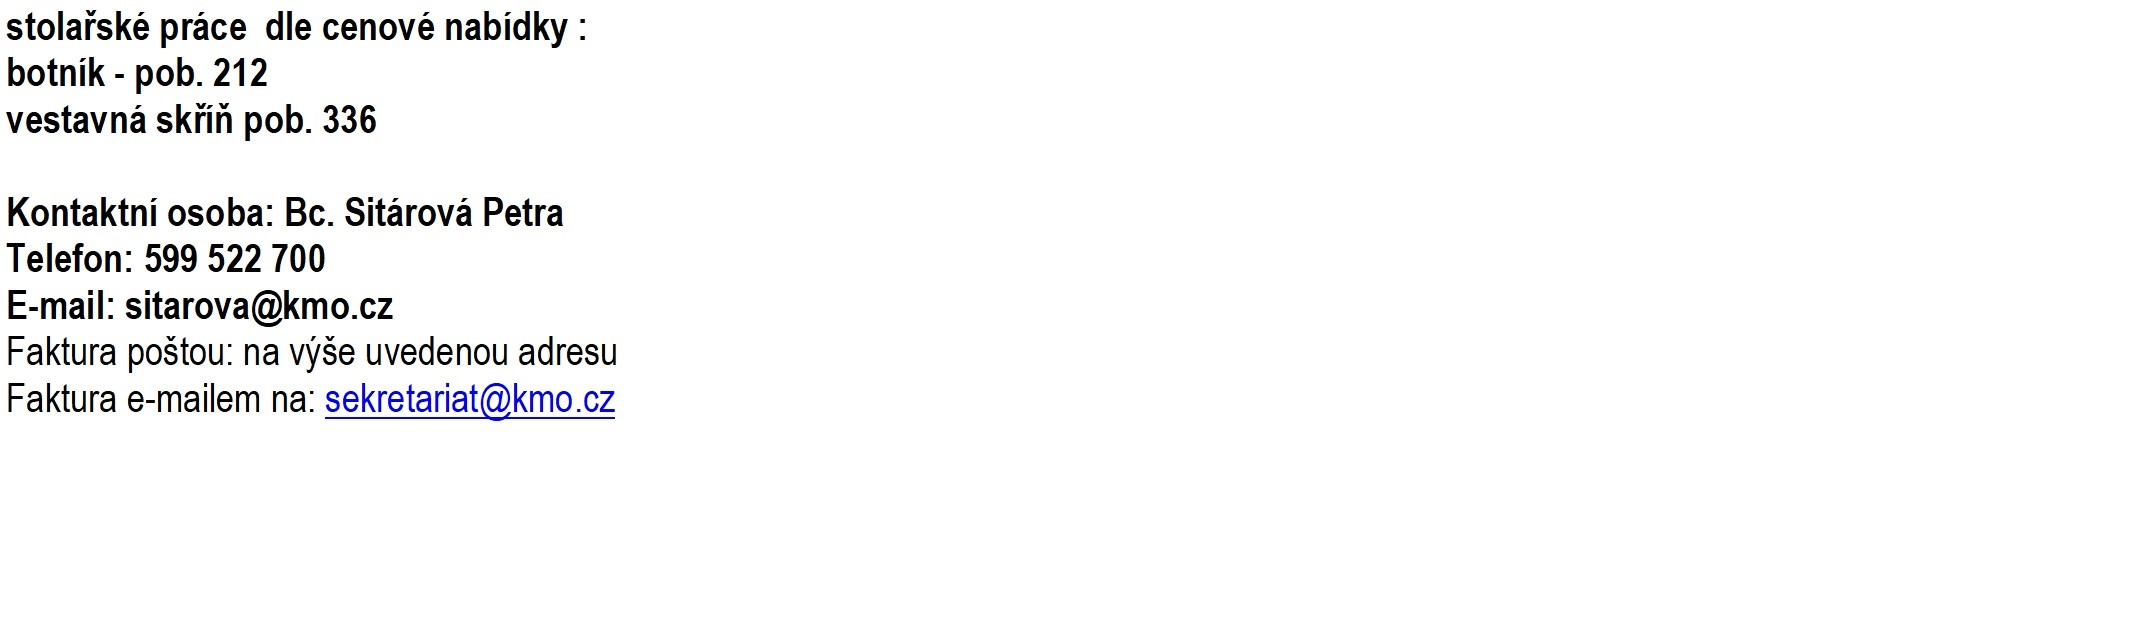 stolařské práce  dle cenové nabídky :
botník - pob. 212
vestavná skříň pob. 336
Kontaktní osoba: Bc. Sitárová Petra
Telefon: 599 522 700
E-mail: sitarova@kmo.cz
Faktura poštou: na výše uvedenou adresu
Faktura e-mailem na: sekretariat@kmo.cz